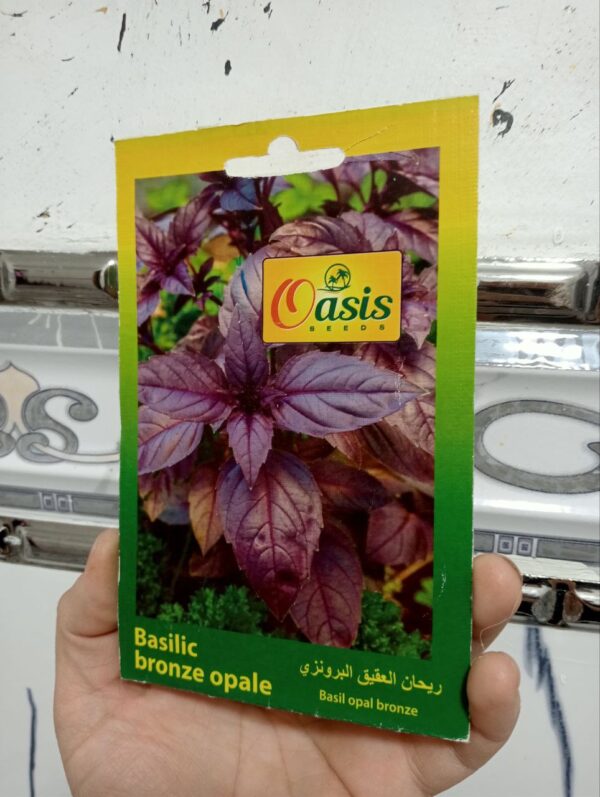 Oasis
SEEDS
Basilic
bronze opale
ريحان العقيق البرونزي
Basil opal bronze